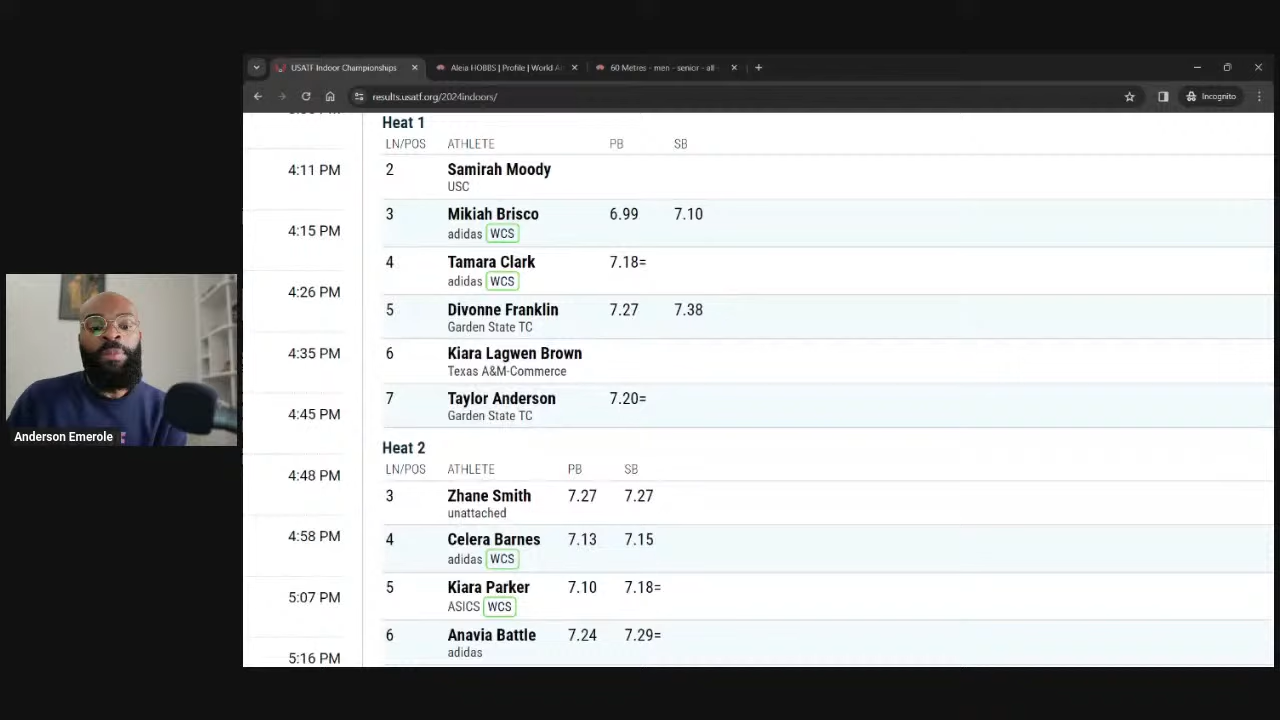 USATF Indoor Championships
Aleia HOBBS | Profile | World A
60 Metres - men - senior - all
results.usatf.org/2024indoors/
Incognito
Heat 1
LN/POS ATHLETE PB SB
4:11 PM
2 Samirah Moody
USC
3 Mikiah Brisco 6.99 7.10
4:15 PM
adidas WCS
4 Tamara Clark 7.18=
adidas WCS
4:26 PM
5 Divonne Franklin 7.27 7.38
Garden State TC
4:35 PM
6 Kiara Lagwen Brown
Texas A&M-Commerce
7 Taylor Anderson 7.20=
4:45 PM
Garden State TC
Anderson Emerole
Heat 2
LN/POS ATHLETE PB SB
4:48 PM
3 Zhane Smith 7.27 7.27
unattached
4:58 PM
4 Celera Barnes 7.13 7.15
adidas WCS
5 Kiara Parker 7.10 7.18=
5:07 PM
ASICS WCS
6 Anavia Battle 7.24 7.29=
adidas
5:16 PM